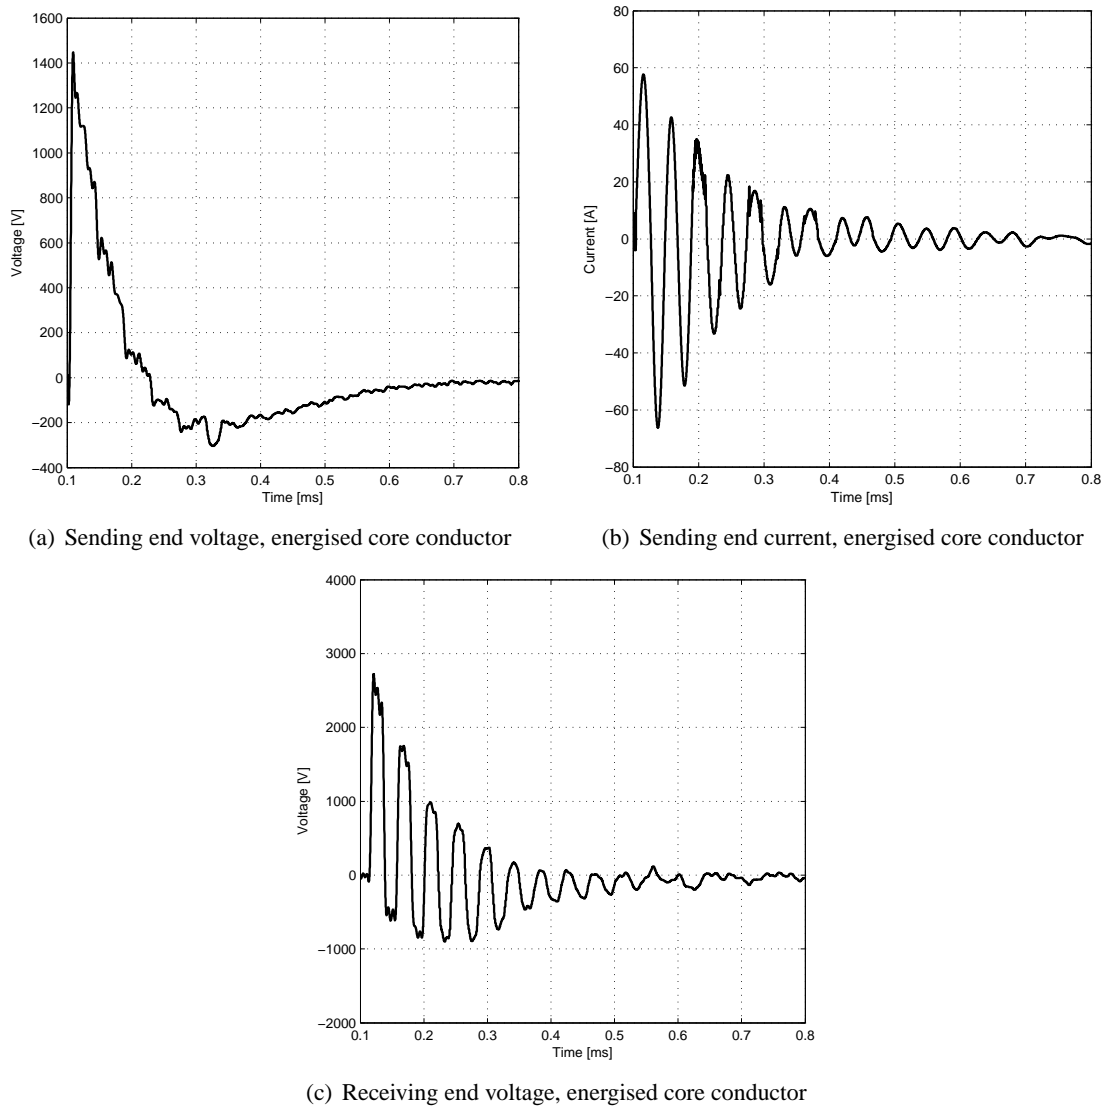 1600
1400
1200
1000
800
600
400
200
0
−200
−400
Voltage [V]
0.1 0.2 0.3 0.4 0.5 0.6 0.7 0.8
Time [ms]
(a) Sending end voltage, energised core conductor
80
60
40
20
0
−20
−40
−60
−80
Current [A]
0.1 0.2 0.3 0.4 0.5 0.6 0.7 0.8
Time [ms]
(b) Sending end current, energised core conductor
4000
3000
2000
1000
0
−1000
−2000
Voltage [V]
0.1 0.2 0.3 0.4 0.5 0.6 0.7 0.8
Time [ms]
(c) Receiving end voltage, energised core conductor